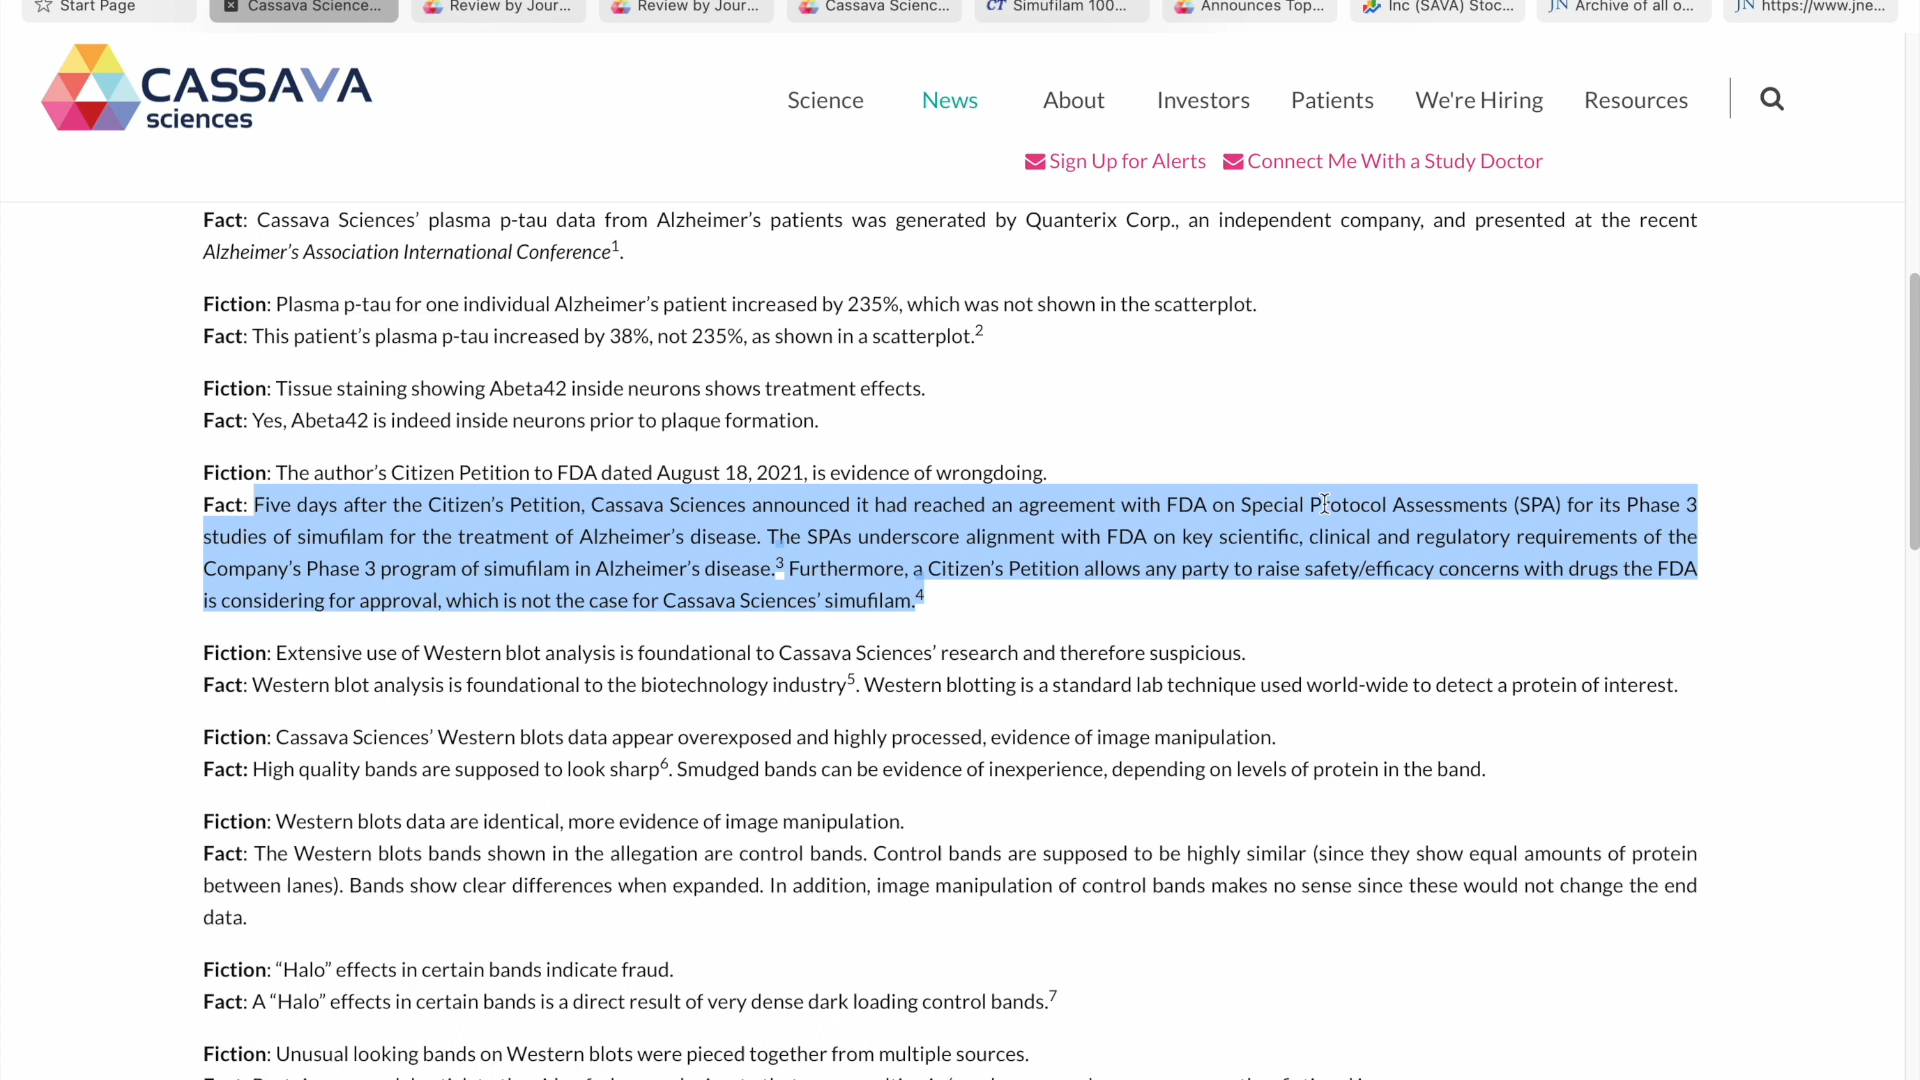 Start Page
Cassava Science...
Review by Jour...
Review by Jour...
Cassava Scienc...
CT Simufilam 100...
Announces Top...
Inc (SAVA) Stoc...
JN Archive of all o...
JN https://www.jne...
CASSAVA
sciences
Science
News
About
Investors
Patients
We're Hiring
Resources
Sign Up for Alerts
Connect Me With a Study Doctor
Fact: Cassava Sciences’ plasma p-tau data from Alzheimer’s patients was generated by Quanterix Corp., an independent company, and presented at the recent
Alzheimer’s Association International Conference1.
Fiction: Plasma p-tau for one individual Alzheimer’s patient increased by 235%, which was not shown in the scatterplot.
Fact: This patient’s plasma p-tau increased by 38%, not 235%, as shown in a scatterplot.2
Fiction: Tissue staining showing Abeta42 inside neurons shows treatment effects.
Fact: Yes, Abeta42 is indeed inside neurons prior to plaque formation.
Fiction: The author’s Citizen Petition to FDA dated August 18, 2021, is evidence of wrongdoing.
Fact: Five days after the Citizen’s Petition, Cassava Sciences announced it had reached an agreement with FDA on Special Protocol Assessments (SPA) for its Phase 3
studies of simufilam for the treatment of Alzheimer’s disease. The SPAs underscore alignment with FDA on key scientific, clinical and regulatory requirements of the
Company’s Phase 3 program of simufilam in Alzheimer’s disease.3 Furthermore, a Citizen’s Petition allows any party to raise safety/efficacy concerns with drugs the FDA
is considering for approval, which is not the case for Cassava Sciences’ simufilam.4
Fiction: Extensive use of Western blot analysis is foundational to Cassava Sciences’ research and therefore suspicious.
Fact: Western blot analysis is foundational to the biotechnology industry5. Western blotting is a standard lab technique used world-wide to detect a protein of interest.
Fiction: Cassava Sciences’ Western blots data appear overexposed and highly processed, evidence of image manipulation.
Fact: High quality bands are supposed to look sharp6. Smudged bands can be evidence of inexperience, depending on levels of protein in the band.
Fiction: Western blots data are identical, more evidence of image manipulation.
Fact: The Western blots bands shown in the allegation are control bands. Control bands are supposed to be highly similar (since they show equal amounts of protein
between lanes). Bands show clear differences when expanded. In addition, image manipulation of control bands makes no sense since these would not change the end
data.
Fiction: “Halo” effects in certain bands indicate fraud.
Fact: A “Halo” effects in certain bands is a direct result of very dense dark loading control bands.7
Fiction: Unusual looking bands on Western blots were pieced together from multiple sources.